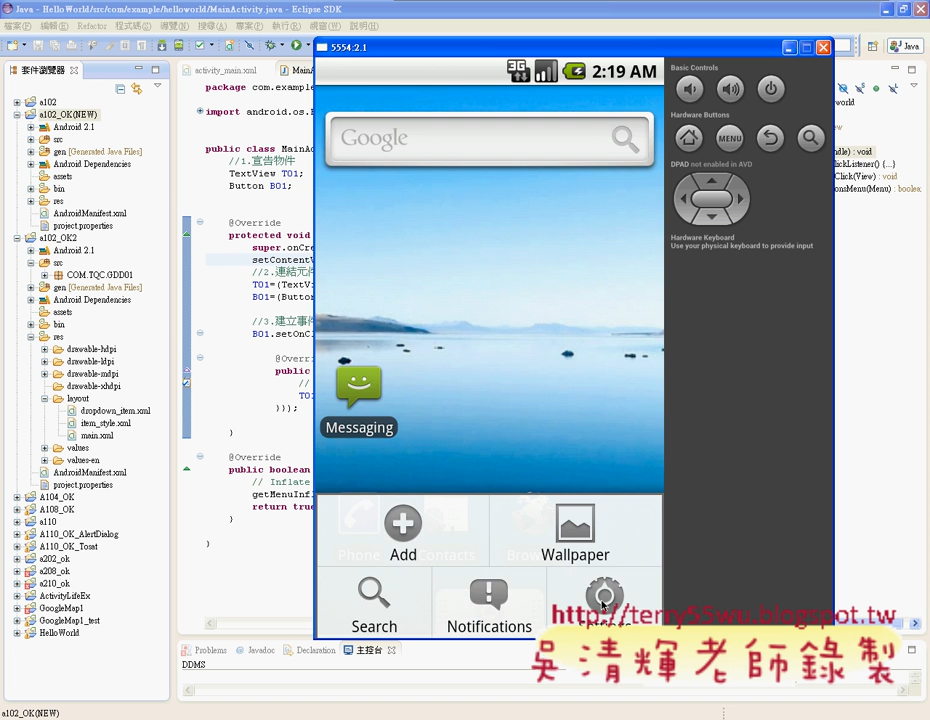 Java - HelloWorld/src/com/example/helloworld/MainActivity.java - Eclipse SDK
檔案(F) 編輯(E) Refactor 程式碼(S) 導覽(N) 搜尋(A) 專案(P) 執行(R) 視窗(W) 說明(H)
Java
套件瀏覽器
a102
a102_OK(NEW)
Android 2.1
src
gen [Generated Java Files]
Android Dependencies
assets
bin
res
AndroidManifest.xml
project.properties
a102_OK2
Android 2.1
src
COM.TQC.GDD01
gen [Generated Java Files]
Android Dependencies
assets
bin
res
drawable-hdpi
drawable-ldpi
drawable-mdpi
drawable-xhdpi
layout
dropdown_item.xml
item_style.xml
main.xml
values
values-en
AndroidManifest.xml
project.properties
A104_OK
A108_OK
a110
A110_OK_AlertDialog
A110_OK_Tosat
a202_ok
a208_ok
a210_ok
ActivityLifeEx
GoogleMap1
GoogleMap1_test
HelloWorld
activity_main.xml
MainA
package com.example
import android.os.B
public class MainAc
//1.宣告物件
TextView T01;
Button B01;
@Override
protected void
super.onCre
setContentV
//2.連結元件
T01=(TextVi
B01=(Button
//3.建立事件
B01.setOnCl
@Overr
public
//
T0
}));
}
@Override
public boolean
// Inflate
getMenuInfl
return true
}
}
5554:2.1
3G
2:19 AM
Google
Messaging
Phone
Contacts
Add
Wallpaper
Search
Notifications
Basic Controls
Hardware Buttons
MENU
DPAD not enabled in AVD
Hardware Keyboard
Use your physical keyboard to provide input
world
ndle) : void
lickListener() {...}
Click(View) : void
onsMenu(Menu) : boolea
Problems
Javadoc
Declaration
主控台
DDMS
a102_OK(NEW)
http://terry55wu.blogspot.tw
吳清輝老師錄製